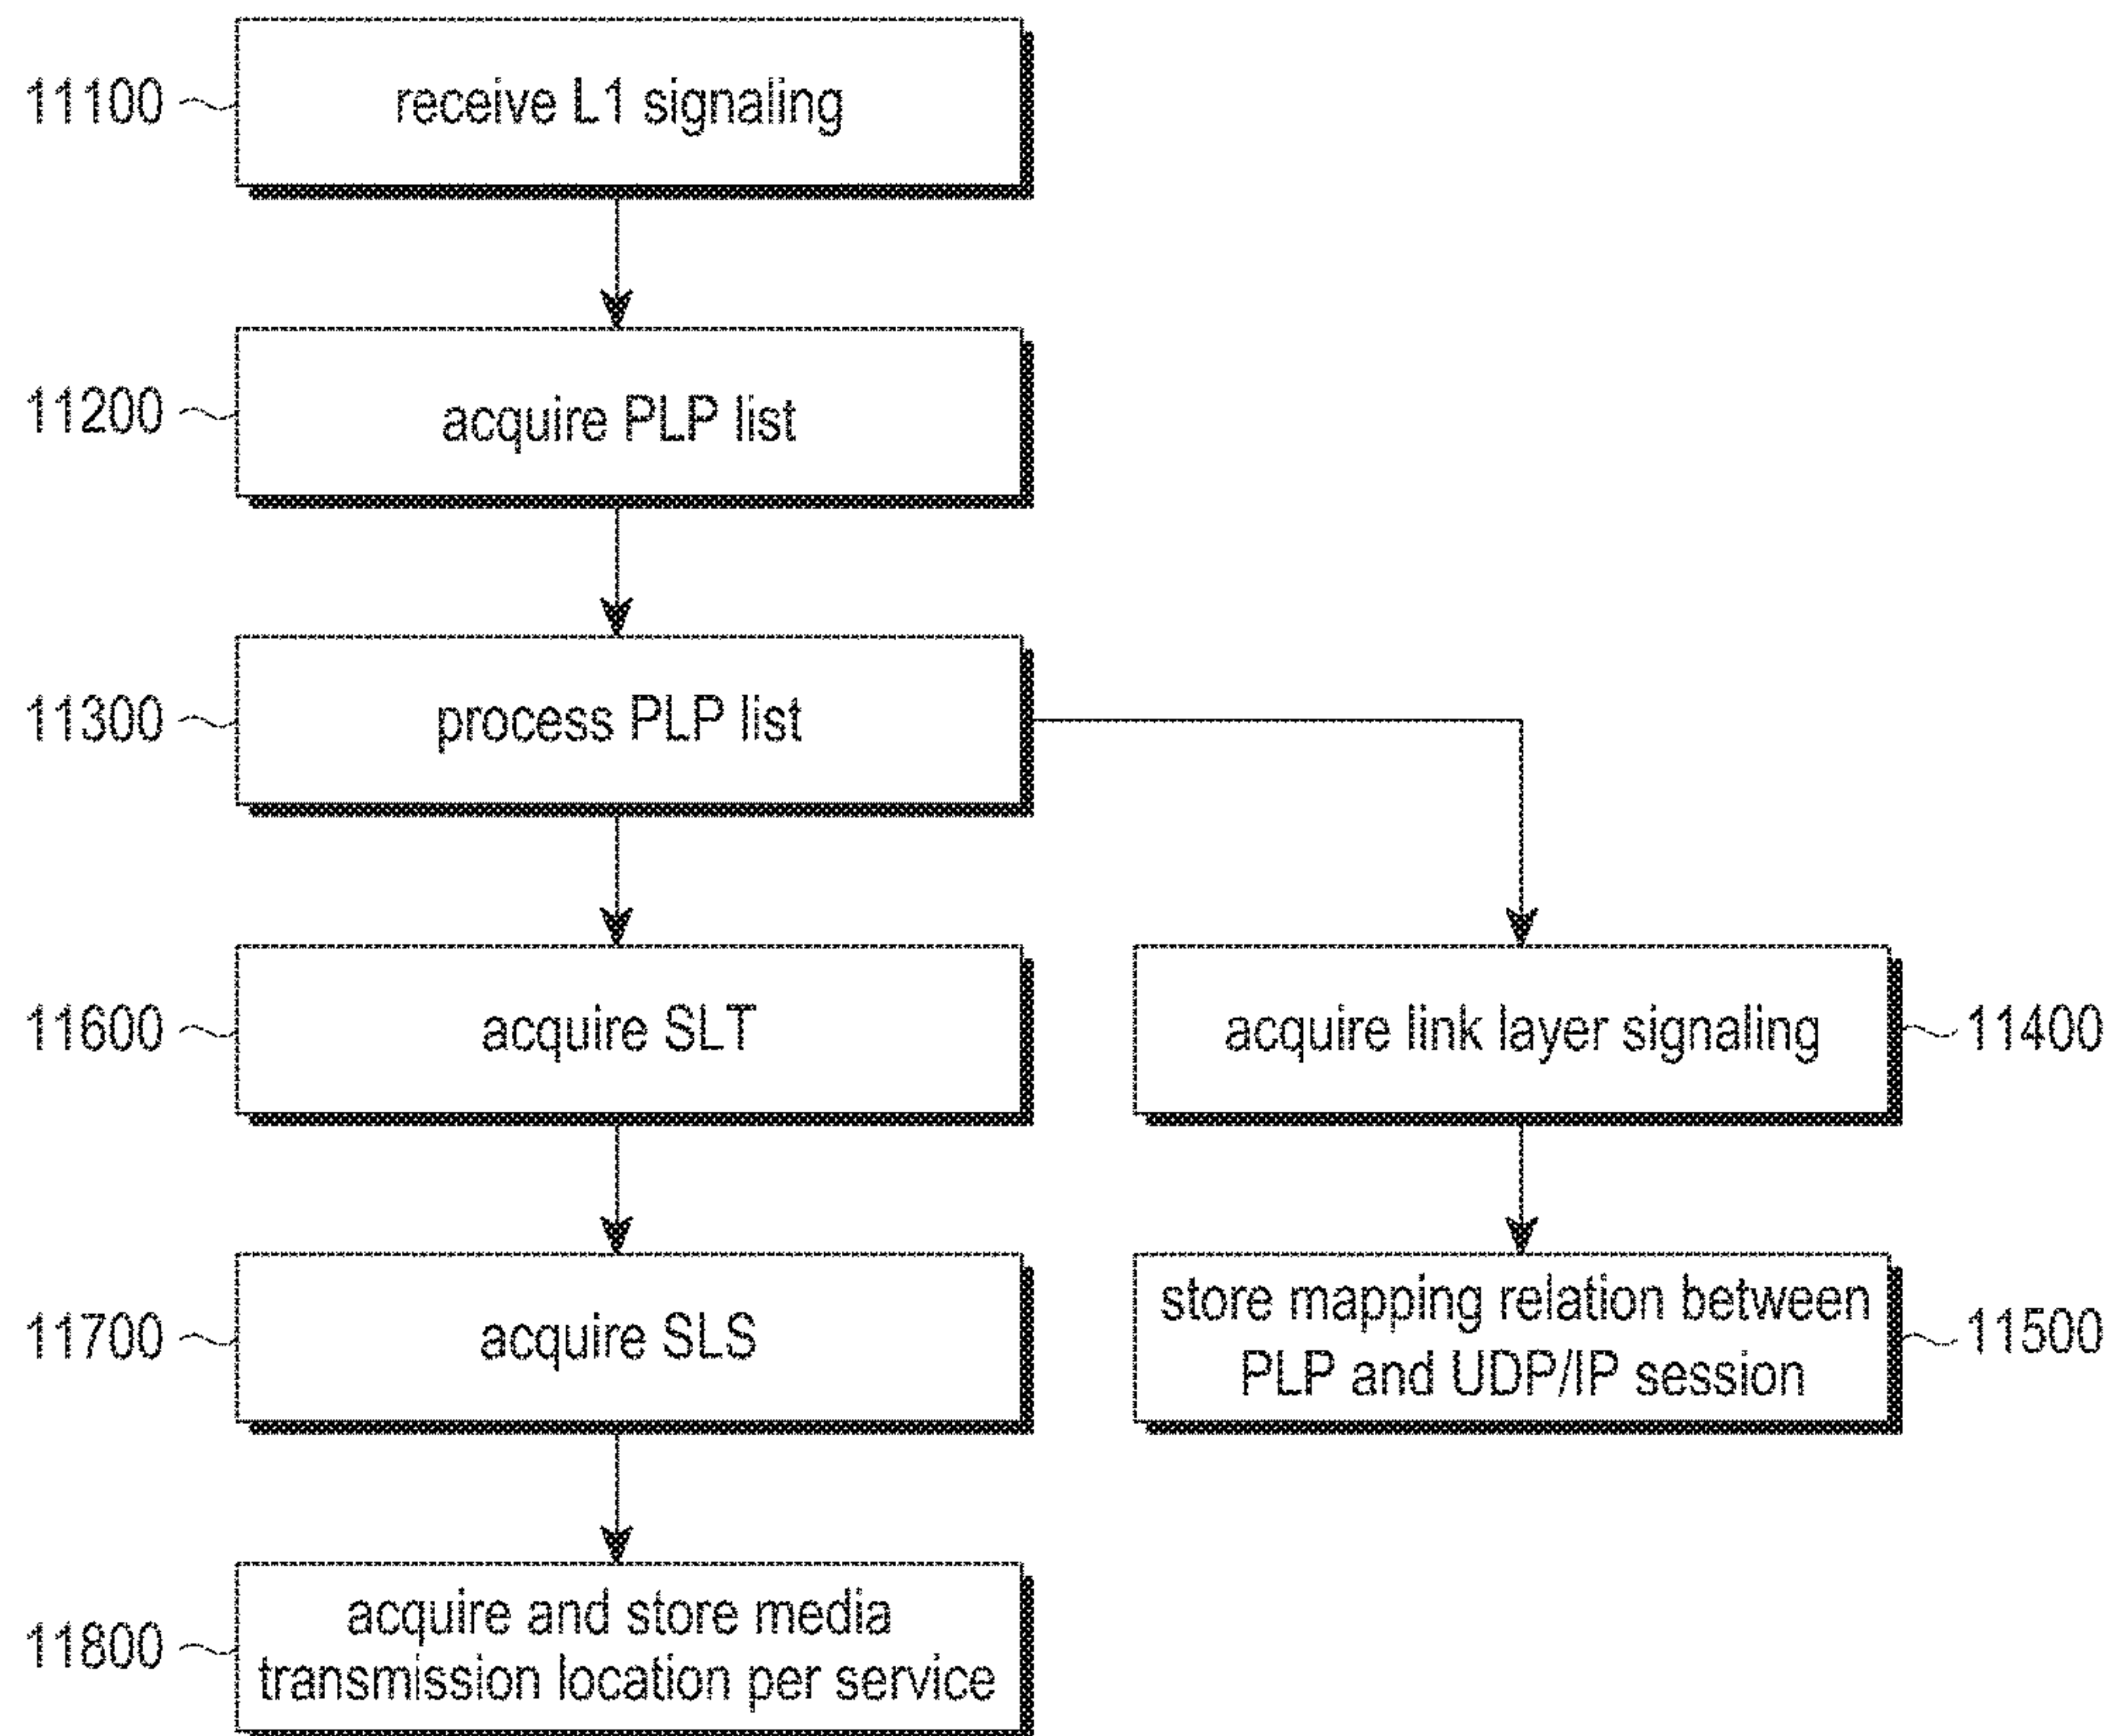 11100
receive L1 signaling
11200
acquire PLP list
11300
process PLP list
11600
acquire SLT
acquire link layer signaling
11400
11700
acquire SLS
store mapping relation between
PLP and UDP/IP session
11500
11800
acquire and store media
transmission location per service